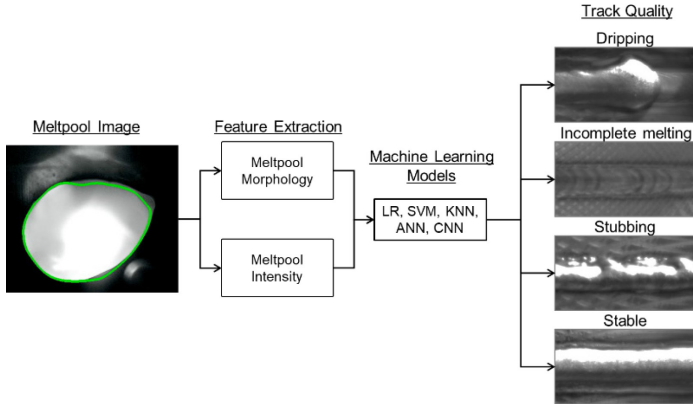 Track Quality
Dripping
Meltpool Image
Feature Extraction
Meltpool
Morphology
Meltpool
Intensity
Machine Learning
Models
LR, SVM, KNN,
ANN, CNN
Incomplete melting
Stubbing
Stable